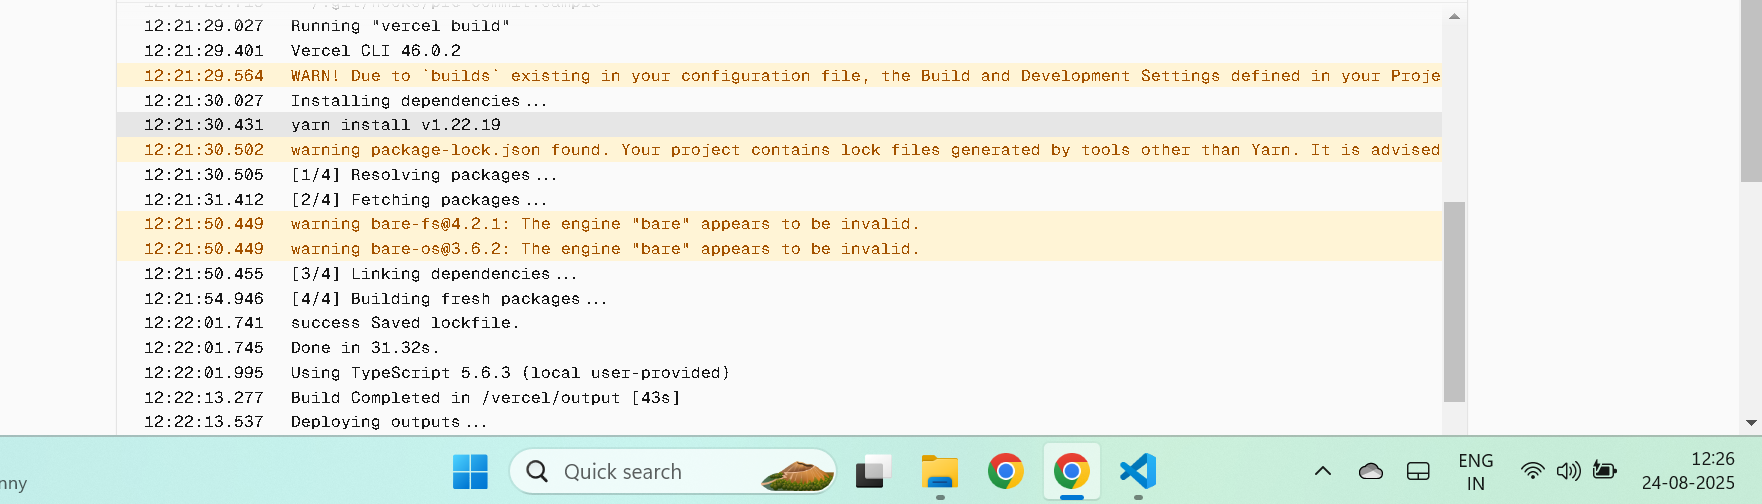 12:21:29.027 Running "vercel build"
12:21:29.401 Vercel CLI 46.0.2
12:21:29.564 WARN! Due to `builds` existing in your configuration file, the Build and Development Settings defined in your Proje
12:21:30.027 Installing dependencies...
12:21:30.431 yarn install v1.22.19
12:21:30.502 warning package-lock.json found. Your project contains lock files generated by tools other than Yarn. It is advised
12:21:30.505 [1/4] Resolving packages...
12:21:31.412 [2/4] Fetching packages...
12:21:50.449 warning bare-fs@4.2.1: The engine "bare" appears to be invalid.
12:21:50.449 warning bare-os@3.6.2: The engine "bare" appears to be invalid.
12:21:50.455 [3/4] Linking dependencies...
12:21:54.946 [4/4] Building fresh packages...
12:22:01.741 success Saved lockfile.
12:22:01.745 Done in 31.32s.
12:22:01.995 Using TypeScript 5.6.3 (local user-provided)
12:22:13.277 Build Completed in /vercel/output [43s]
12:22:13.537 Deploying outputs...
nny
Quick search
ENG
IN
12:26
24-08-2025